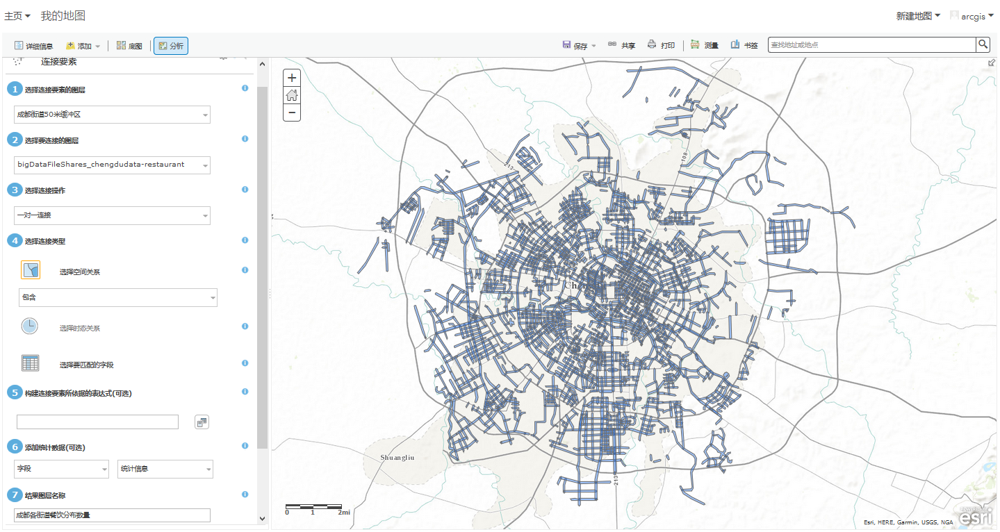 主页 我的地图
新建地图 arcgis
详细信息 添加 底图 分析
保存 共享 打印 测量 书签 查找地址或地点
连接要素
1 选择连接要素的图层
成都街道50米缓冲区
2 选择要连接的图层
bigDataFileShares_chengdudata-restaurant
3 选择连接操作
一对一连接
4 选择连接类型
选择空间关系
包含
选择时态关系
选择要匹配的字段
5 构建连接要素所依据的表达式(可选)
6 添加统计数据(可选)
字段 统计信息
7 结果图层名称
成都各街道餐饮分布数量
+
−
213
108
Shuangliu
213
0 1 2mi
Esri, HERE, Garmin, USGS, NGA
POWERED BY
esri